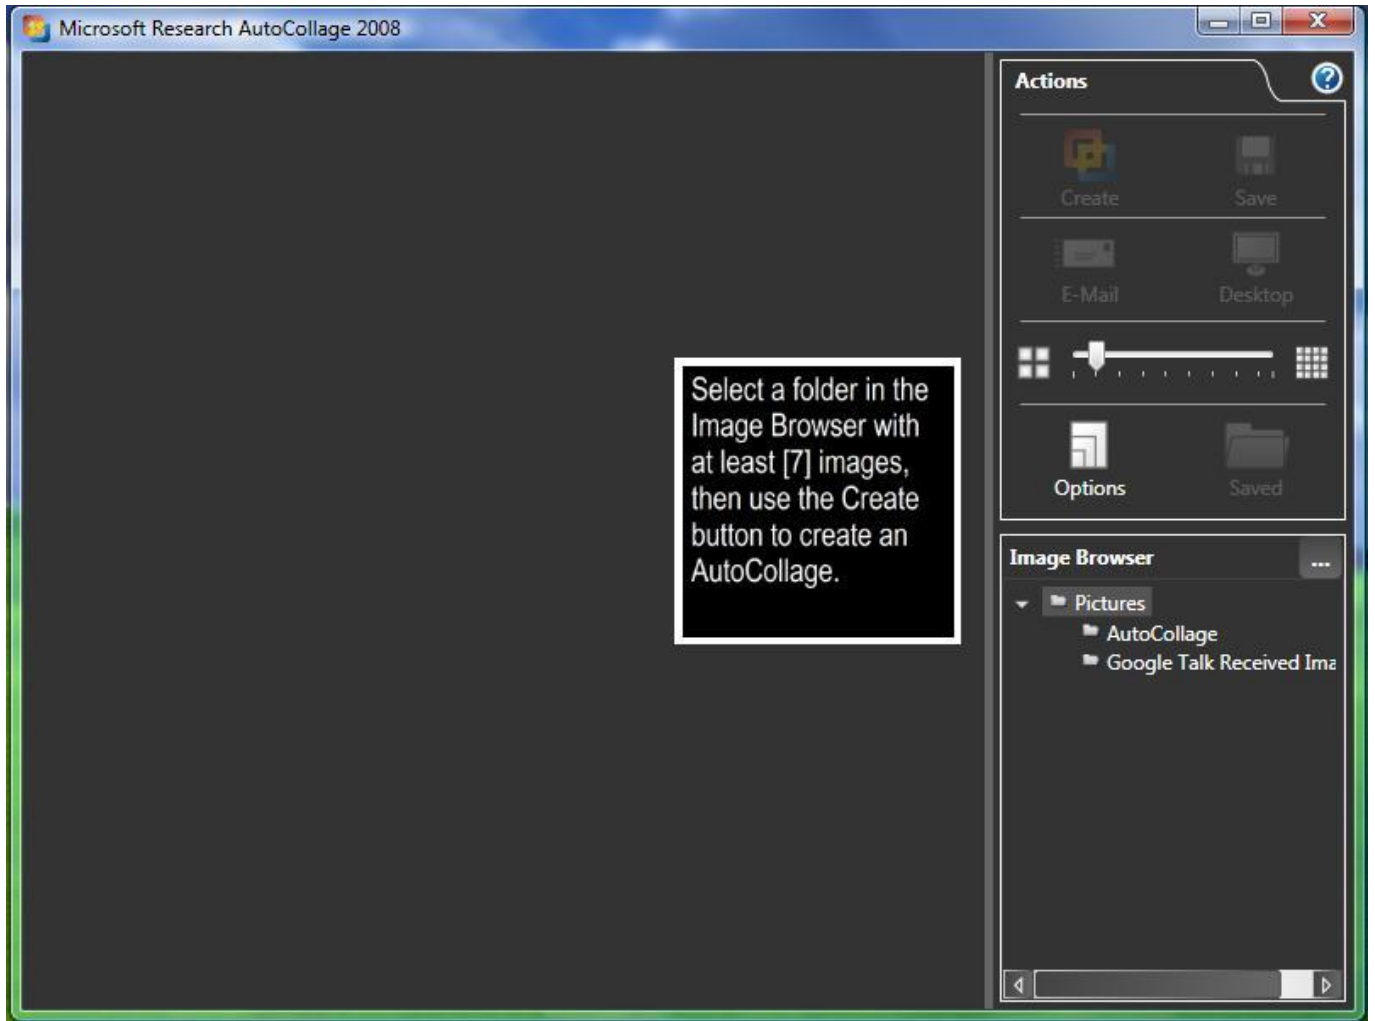 Microsoft Research AutoCollage 2008
Actions
Create
Save
E-Mail
Desktop
Options
Saved
Select a folder in the
Image Browser with
at least [7] images,
then use the Create
button to create an
AutoCollage.
Image Browser
...
Pictures
AutoCollage
Google Talk Received Ima